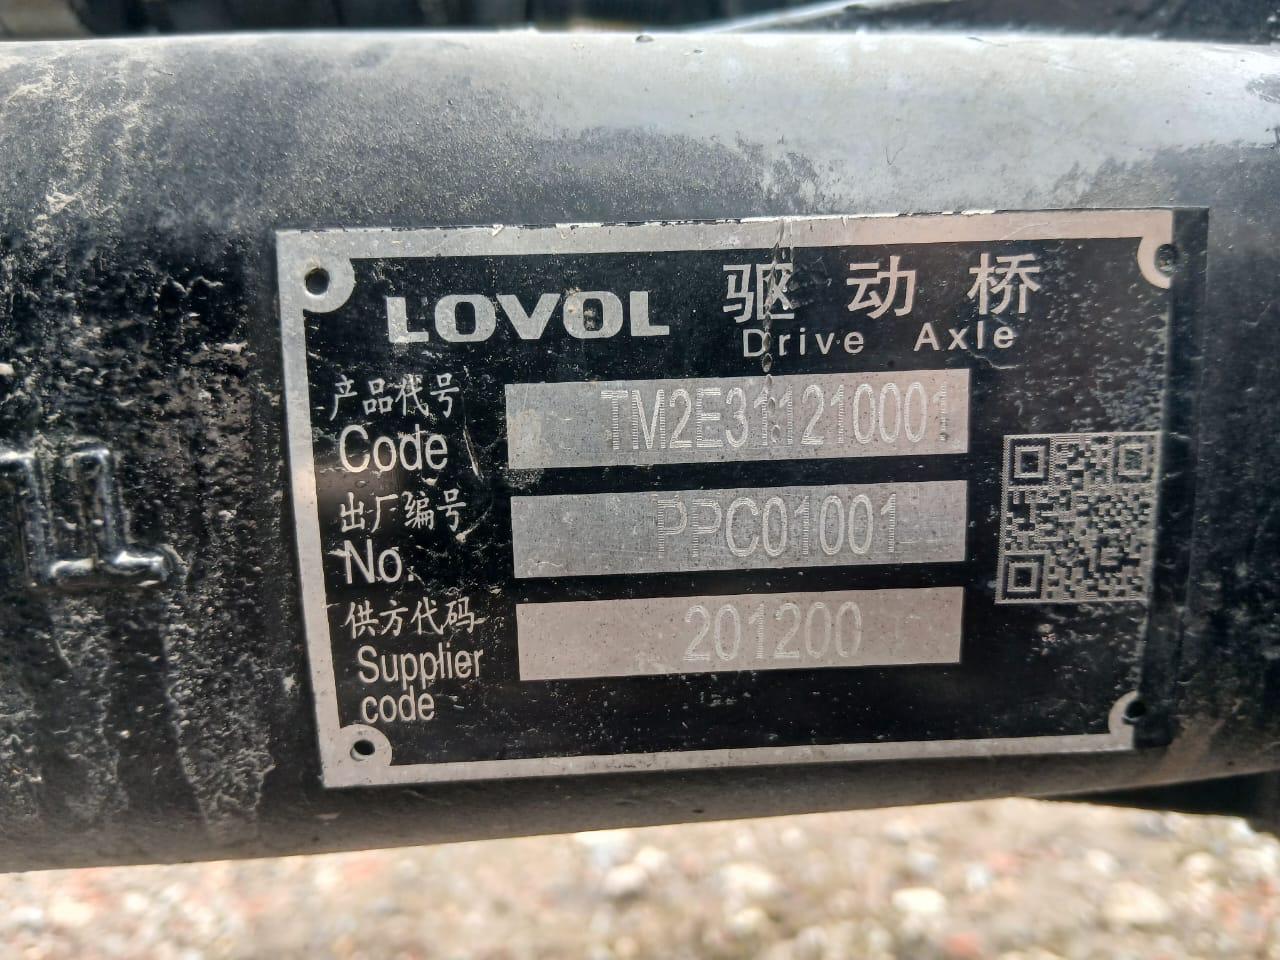 LOVOL 驱动桥
Drive Axle
产品代号
Code TM2E311210001
出厂编号
No. PPC01001
供方代码
Supplier code 201200